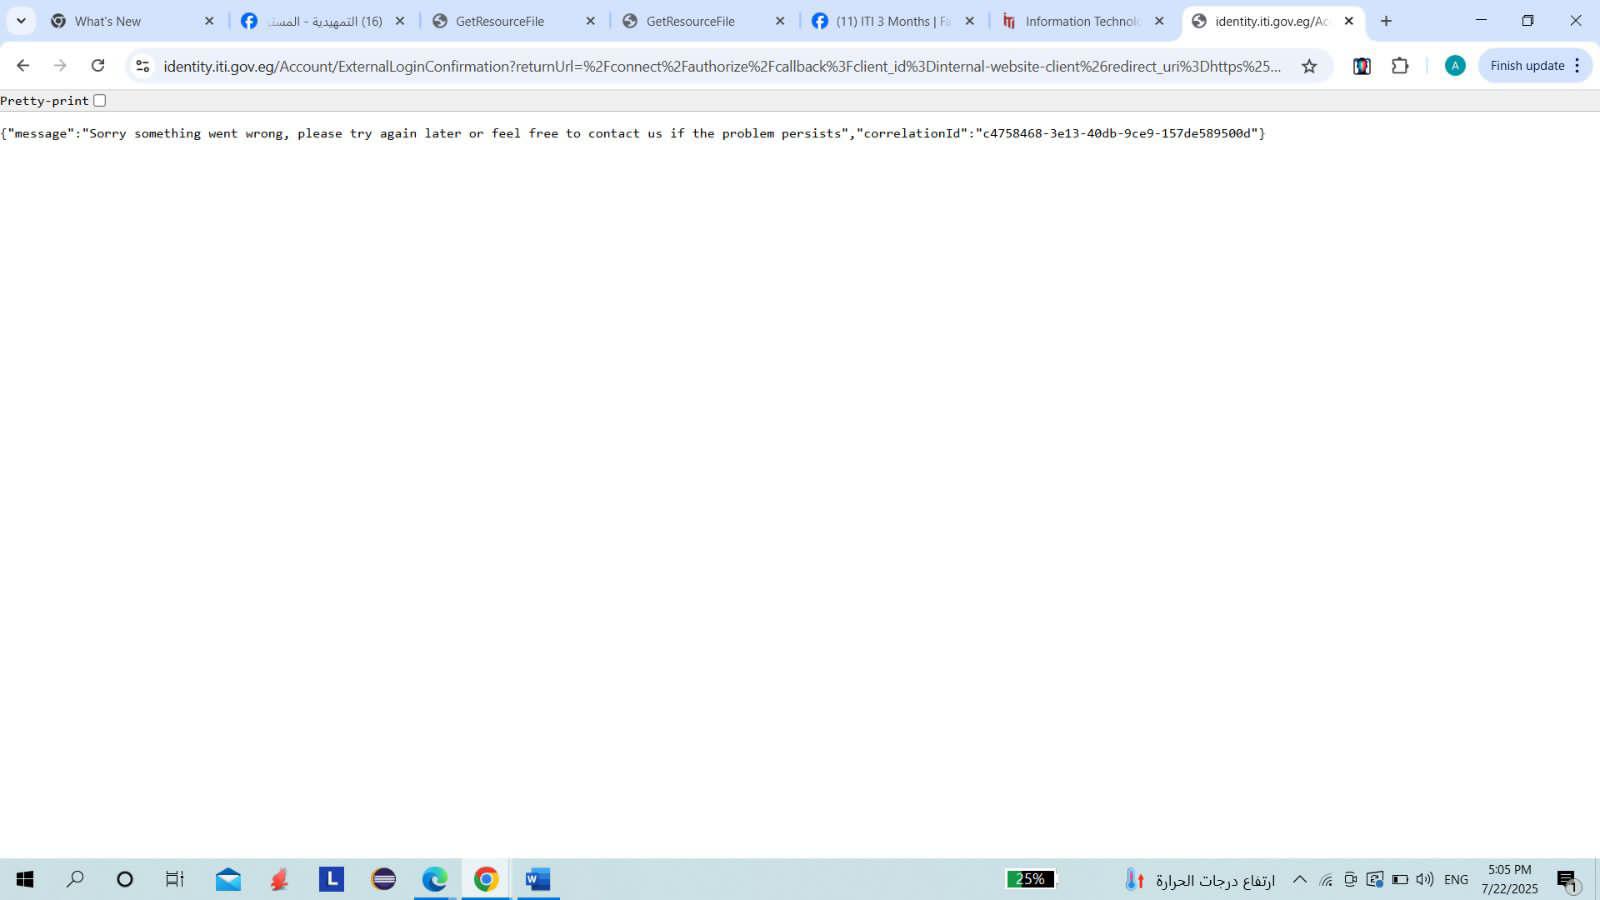 What's New
(16) التمهيدية - المست
GetResourceFile
GetResourceFile
(11) ITI 3 Months | Fa
Information Technolo
identity.iti.gov.eg/Ac
identity.iti.gov.eg/Account/ExternalLoginConfirmation?returnUrl=%2Fconnect%2Fauthorize%2Fcallback%3Fclient_id%3Dinternal-website-client%26redirect_uri%3Dhttps%25...
A
Finish update
Pretty-print
{"message":"Sorry something went wrong, please try again later or feel free to contact us if the problem persists","correlationId":"c4758468-3e13-40db-9ce9-157de589500d"}
L
W
25%
ارتفاع درجات الحرارة
ENG
5:05 PM
7/22/2025
1